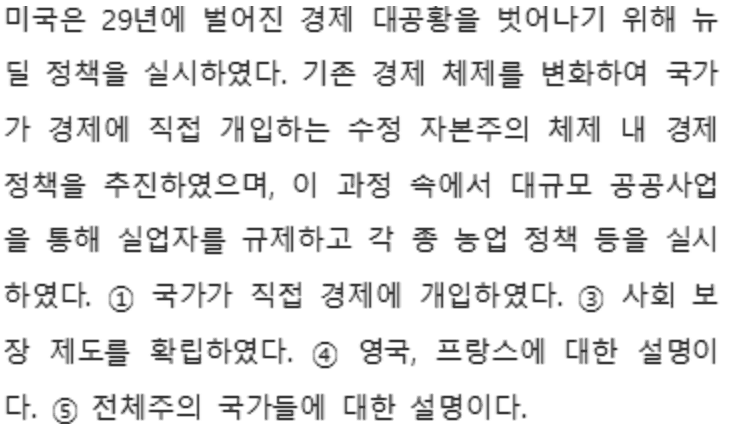 미국은 29년에 벌어진 경제 대공황을 벗어나기 위해 뉴
딜 정책을 실시하였다. 기존 경제 체제를 변화하여 국가
가 경제에 직접 개입하는 수정 자본주의 체제 내 경제
정책을 추진하였으며, 이 과정 속에서 대규모 공공사업
을 통해 실업자를 규제하고 각 종 농업 정책 등을 실시
하였다. ① 국가가 직접 경제에 개입하였다. ③ 사회 보
장 제도를 확립하였다. ④ 영국, 프랑스에 대한 설명이
다. ⑤ 전체주의 국가들에 대한 설명이다.